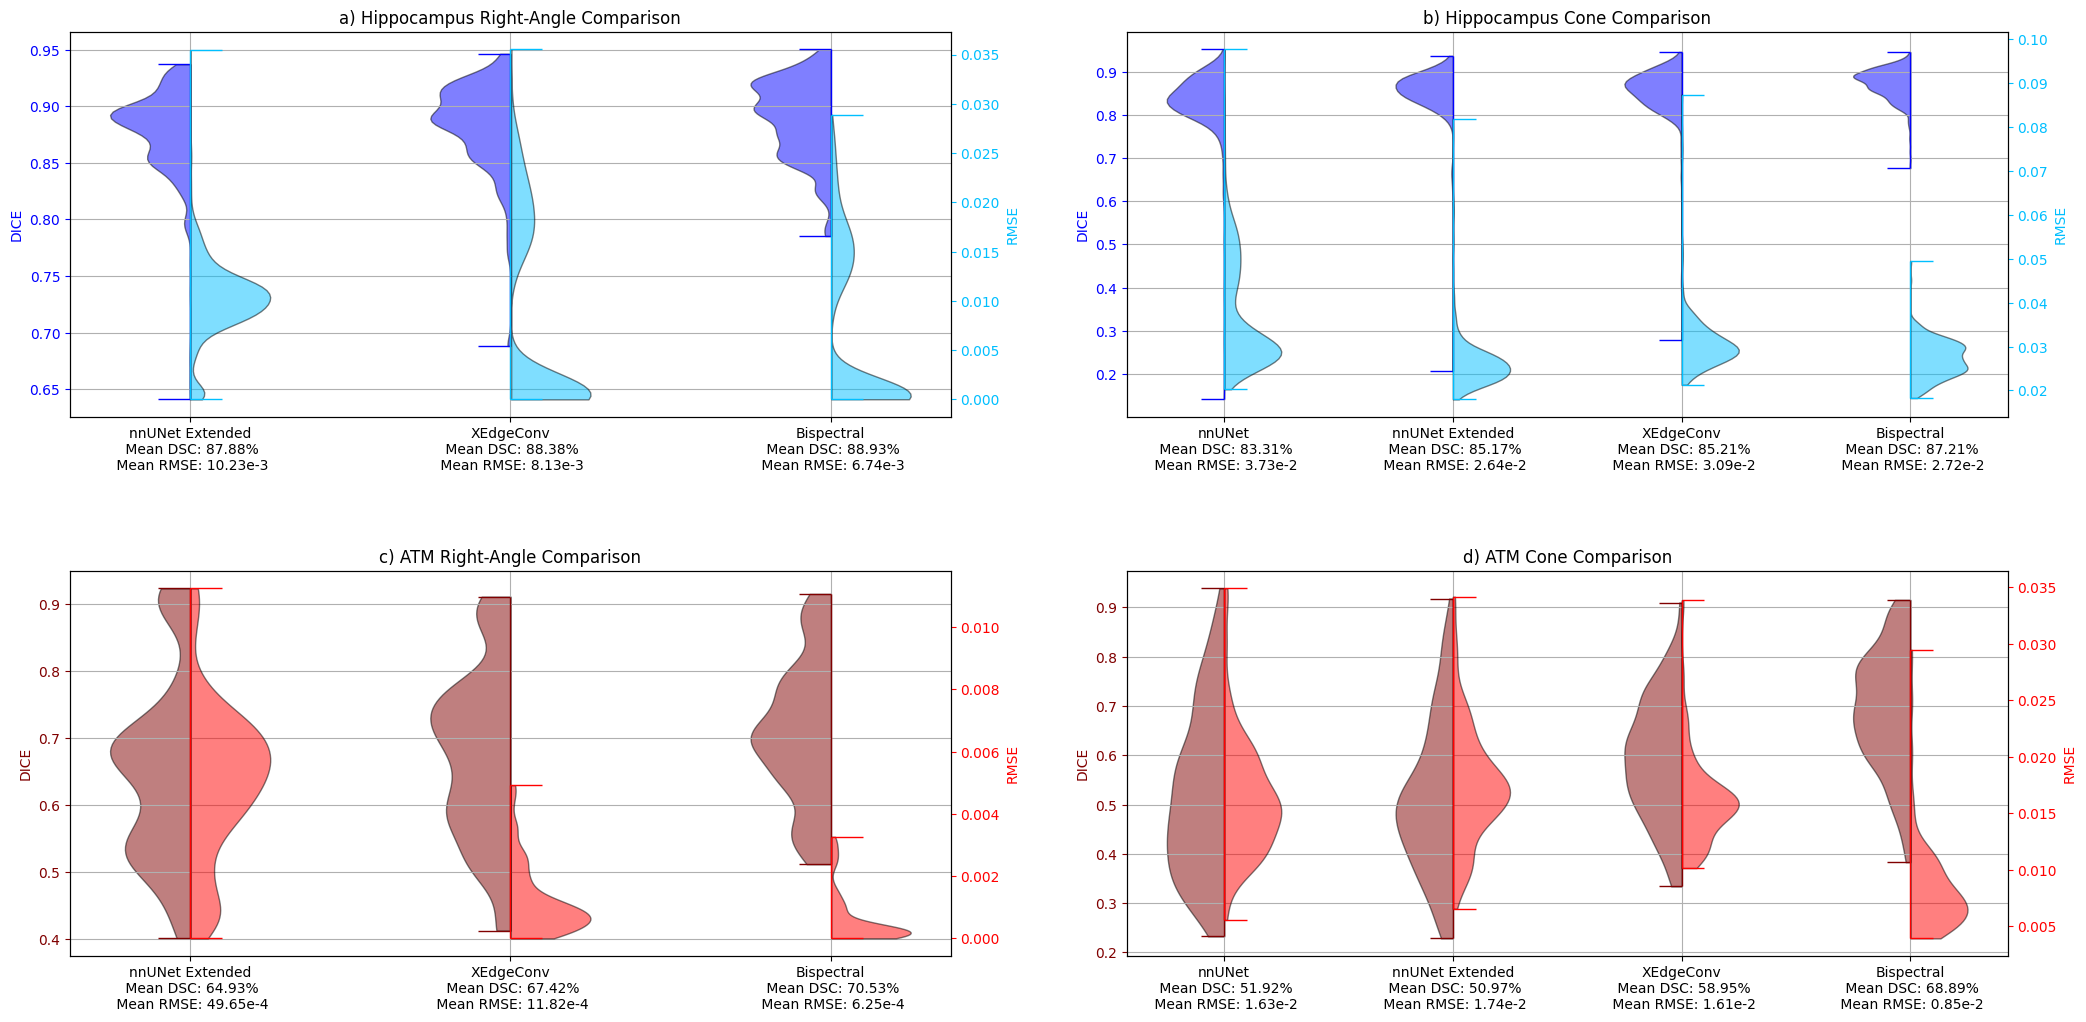 a) Hippocampus Right-Angle Comparison
0.95
0.90
0.85
0.80
0.75
0.70
0.65
DICE
0.035
0.030
0.025
0.020
0.015
0.010
0.005
0.000
RMSE
nnUNet Extended
Mean DSC: 87.88%
Mean RMSE: 10.23e-3
XEdgeConv
Mean DSC: 88.38%
Mean RMSE: 8.13e-3
Bispectral
Mean DSC: 88.93%
Mean RMSE: 6.74e-3
b) Hippocampus Cone Comparison
0.9
0.8
0.7
0.6
0.5
0.4
0.3
0.2
DICE
0.10
0.09
0.08
0.07
0.06
0.05
0.04
0.03
0.02
RMSE
nnUNet
Mean DSC: 83.31%
Mean RMSE: 3.73e-2
nnUNet Extended
Mean DSC: 85.17%
Mean RMSE: 2.64e-2
XEdgeConv
Mean DSC: 85.21%
Mean RMSE: 3.09e-2
Bispectral
Mean DSC: 87.21%
Mean RMSE: 2.72e-2
c) ATM Right-Angle Comparison
0.9
0.8
0.7
0.6
0.5
0.4
DICE
0.010
0.008
0.006
0.004
0.002
0.000
RMSE
nnUNet Extended
Mean DSC: 64.93%
Mean RMSE: 49.65e-4
XEdgeConv
Mean DSC: 67.42%
Mean RMSE: 11.82e-4
Bispectral
Mean DSC: 70.53%
Mean RMSE: 6.25e-4
d) ATM Cone Comparison
0.9
0.8
0.7
0.6
0.5
0.4
0.3
0.2
DICE
0.035
0.030
0.025
0.020
0.015
0.010
0.005
RMSE
nnUNet
Mean DSC: 51.92%
Mean RMSE: 1.63e-2
nnUNet Extended
Mean DSC: 50.97%
Mean RMSE: 1.74e-2
XEdgeConv
Mean DSC: 58.95%
Mean RMSE: 1.61e-2
Bispectral
Mean DSC: 68.89%
Mean RMSE: 0.85e-2